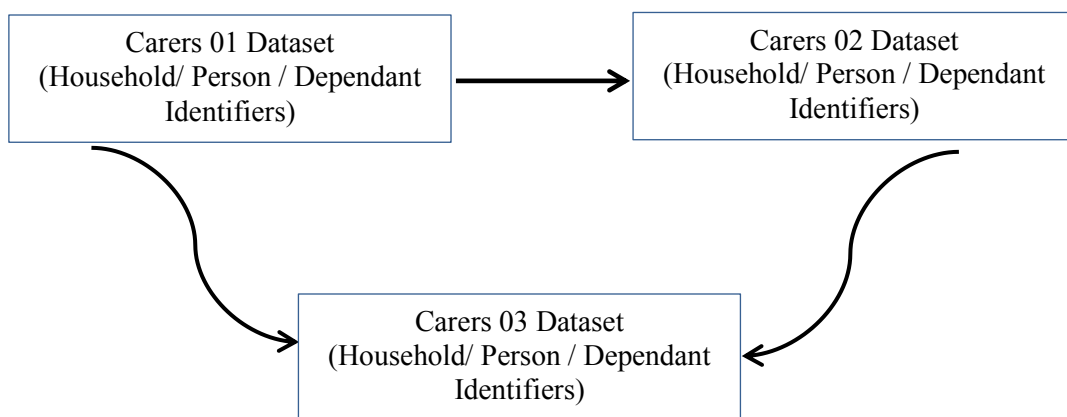 Carers 01 Dataset
(Household/ Person / Dependant
Identifiers)
Carers 02 Dataset
(Household/ Person / Dependant
Identifiers)
Carers 03 Dataset
(Household/ Person / Dependant
Identifiers)